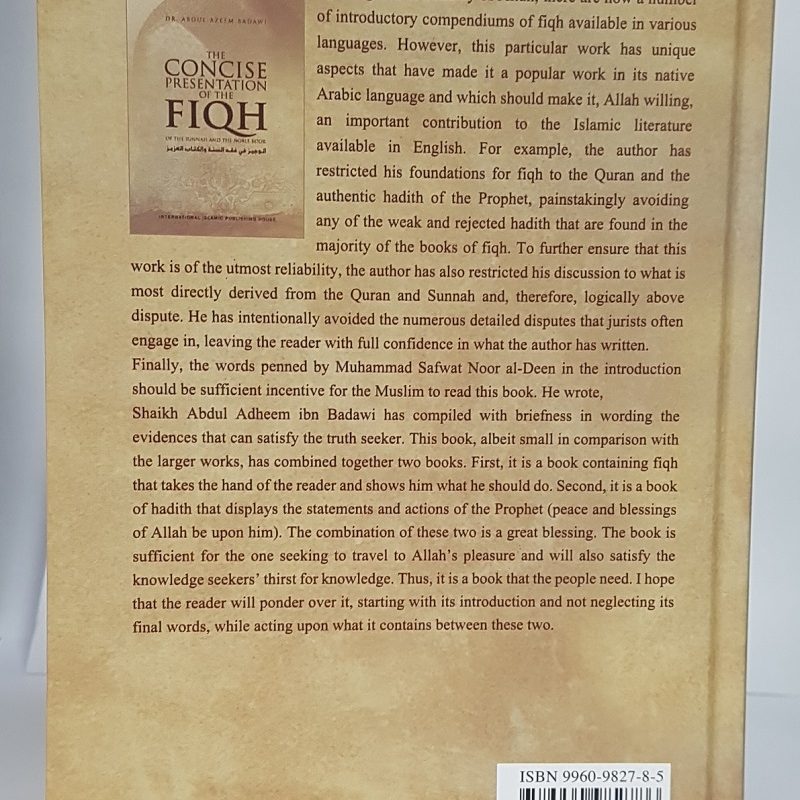 DR. ABDUL AZEEM BADAWI
THE
CONCISE
PRESENTATION
OF THE
FIQH
OF THE SUNNAH AND THE NOBLE BOOK
الوجيز في فقه السنة والكتاب العزيز
INTERNATIONAL ISLAMIC PUBLISHING HOUSE
there are now a number
of introductory compendiums of fiqh available in various
languages. However, this particular work has unique
aspects that have made it a popular work in its native
Arabic language and which should make it, Allah willing,
an important contribution to the Islamic literature
available in English. For example, the author has
restricted his foundations for fiqh to the Quran and the
authentic hadith of the Prophet, painstakingly avoiding
any of the weak and rejected hadith that are found in the
majority of the books of fiqh. To further ensure that this
work is of the utmost reliability, the author has also restricted his discussion to what is
most directly derived from the Quran and Sunnah and, therefore, logically above
dispute. He has intentionally avoided the numerous detailed disputes that jurists often
engage in, leaving the reader with full confidence in what the author has written.
Finally, the words penned by Muhammad Safwat Noor al-Deen in the introduction
should be sufficient incentive for the Muslim to read this book. He wrote,
Shaikh Abdul Adheem ibn Badawi has compiled with briefness in wording the
evidences that can satisfy the truth seeker. This book, albeit small in comparison with
the larger works, has combined together two books. First, it is a book containing fiqh
that takes the hand of the reader and shows him what he should do. Second, it is a book
of hadith that displays the statements and actions of the Prophet (peace and blessings
of Allah be upon him). The combination of these two is a great blessing. The book is
sufficient for the one seeking to travel to Allah's pleasure and will also satisfy the
knowledge seekers' thirst for knowledge. Thus, it is a book that the people need. I hope
that the reader will ponder over it, starting with its introduction and not neglecting its
final words, while acting upon what it contains between these two.
ISBN 9960-9827-8-5